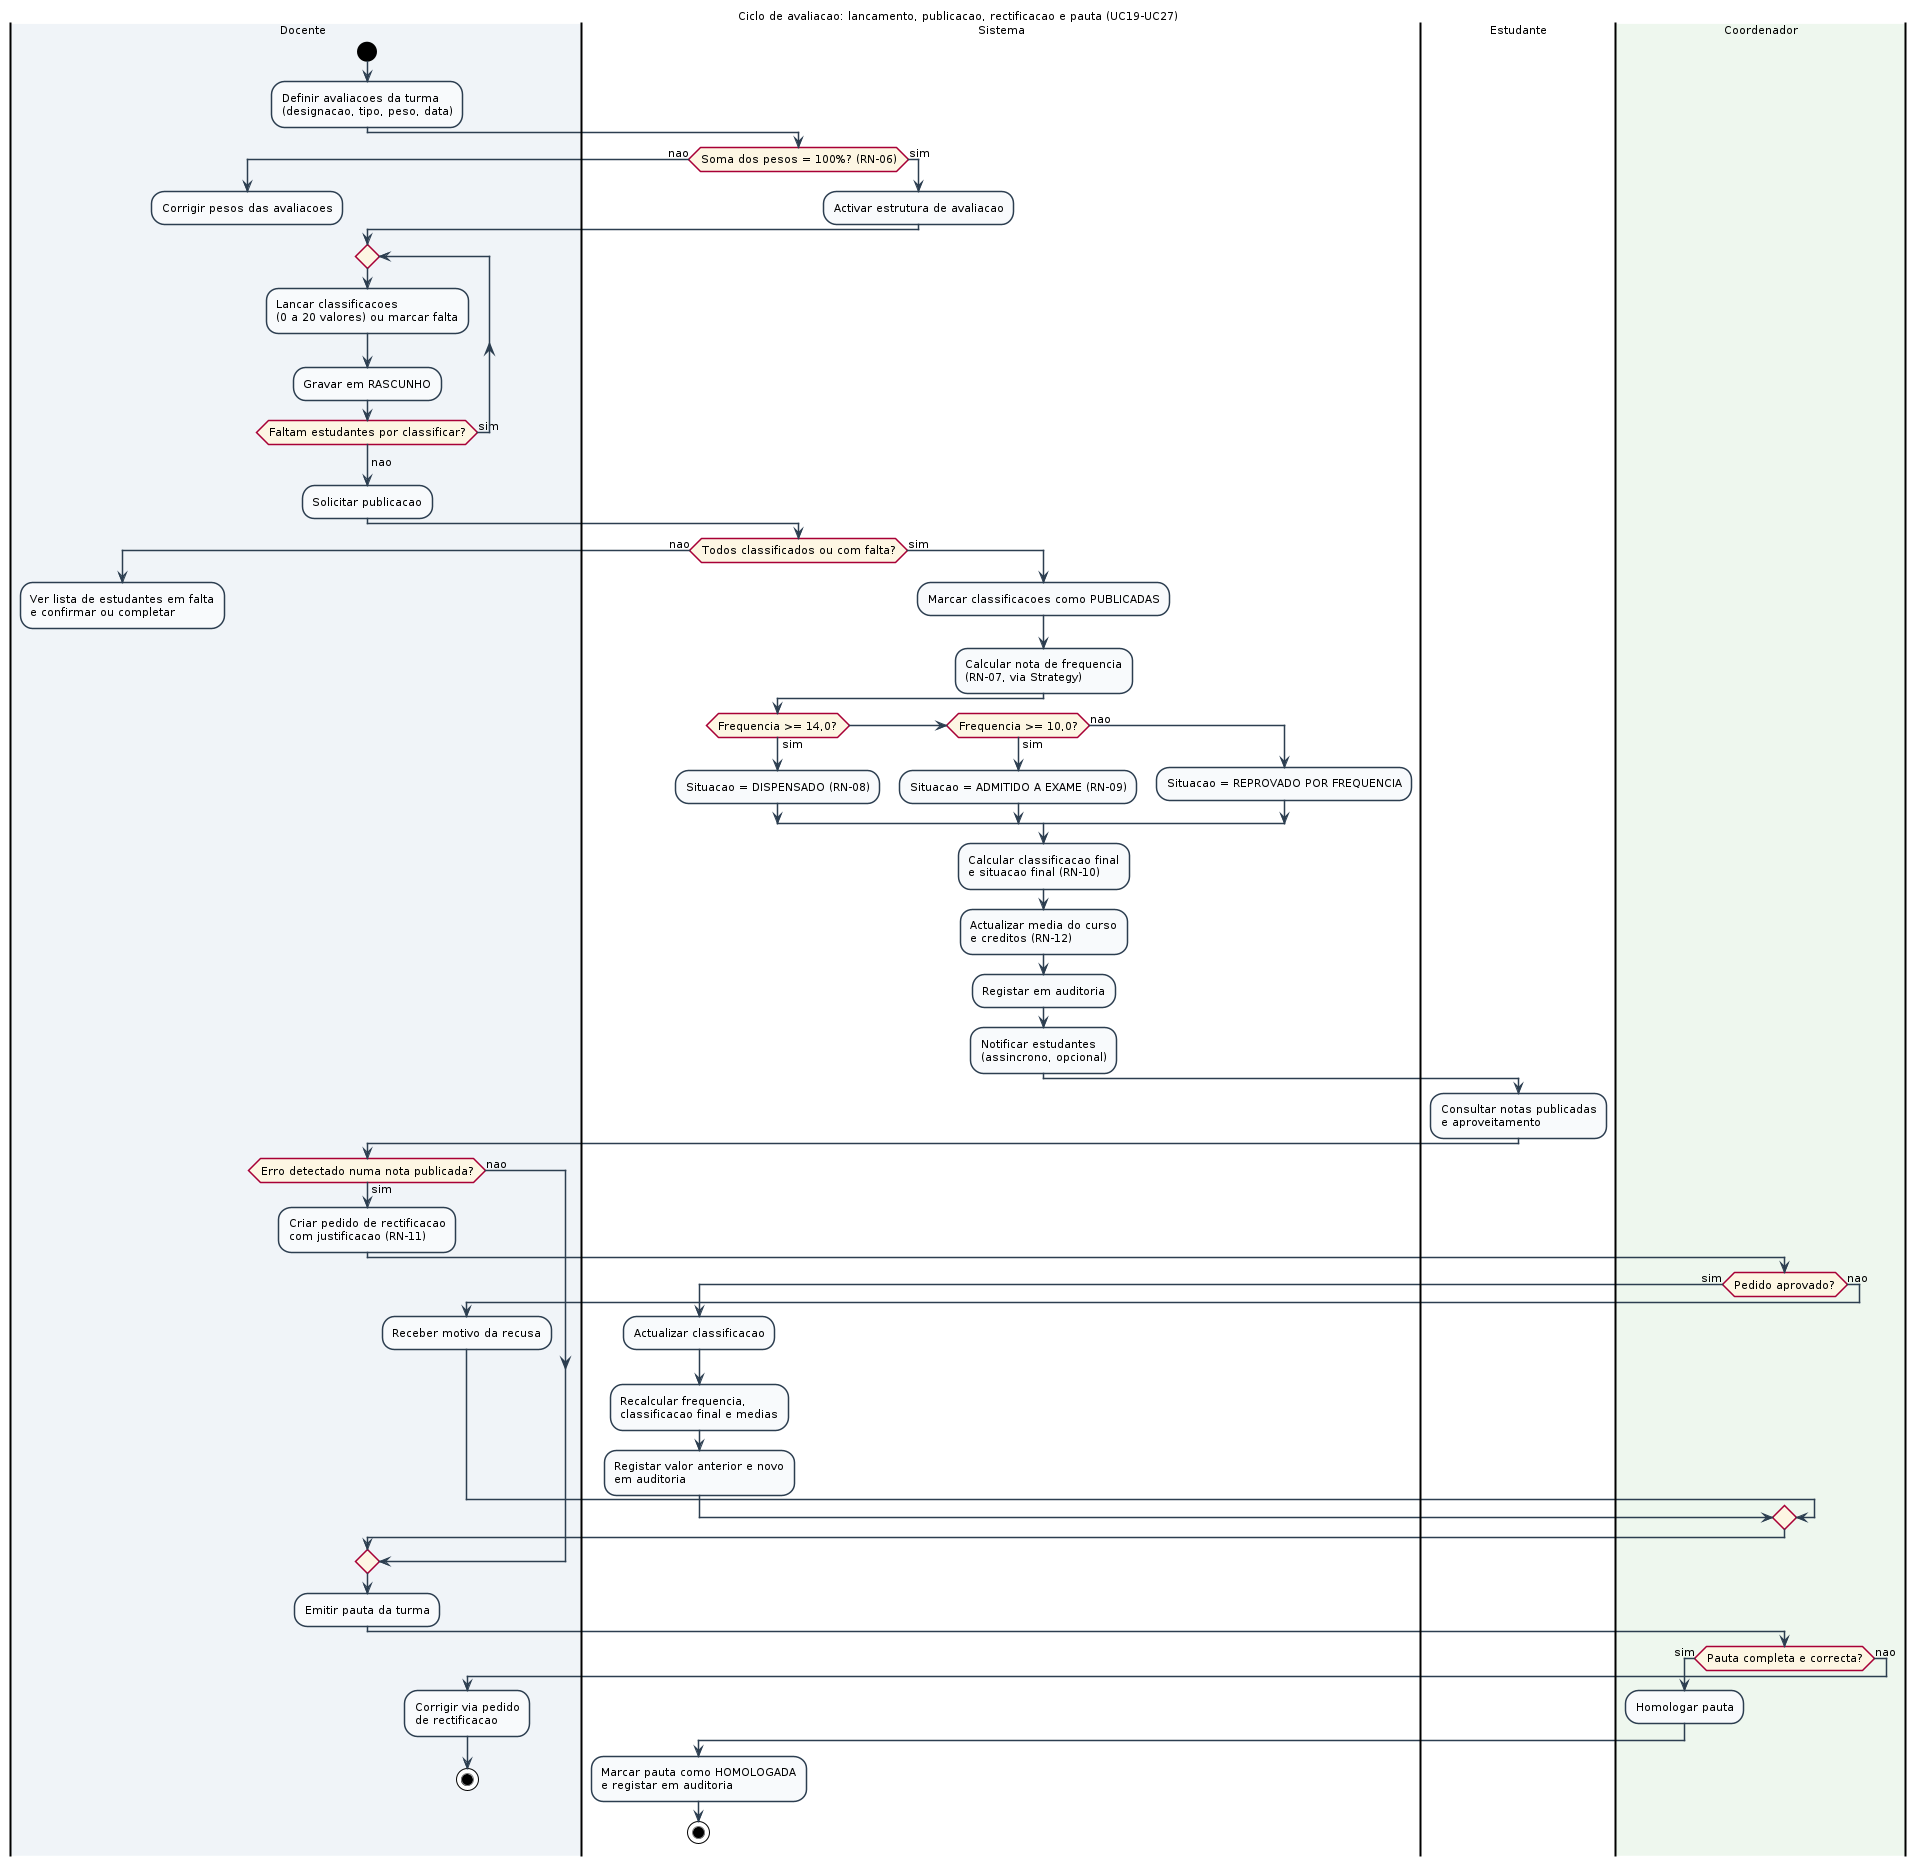 Ciclo de avaliacao: lancamento, publicacao, rectificacao e pauta (UC19-UC27)
Docente
Sistema
Estudante
Coordenador
Definir avaliacoes da turma
(designacao, tipo, peso, data)
nao
Soma dos pesos = 100%? (RN-06)
sim
Corrigir pesos das avaliacoes
Activar estrutura de avaliacao
Lancar classificacoes
(0 a 20 valores) ou marcar falta
Gravar em RASCUNHO
Faltam estudantes por classificar?
sim
nao
Solicitar publicacao
nao
Todos classificados ou com falta?
sim
Ver lista de estudantes em falta
e confirmar ou completar
Marcar classificacoes como PUBLICADAS
Calcular nota de frequencia
(RN-07, via Strategy)
Frequencia >= 14,0?
Frequencia >= 10,0?
nao
sim
sim
Situacao = DISPENSADO (RN-08)
Situacao = ADMITIDO A EXAME (RN-09)
Situacao = REPROVADO POR FREQUENCIA
Calcular classificacao final
e situacao final (RN-10)
Actualizar media do curso
e creditos (RN-12)
Registar em auditoria
Notificar estudantes
(assincrono, opcional)
Consultar notas publicadas
e aproveitamento
Erro detectado numa nota publicada?
nao
sim
Criar pedido de rectificacao
com justificacao (RN-11)
sim
Pedido aprovado?
nao
Receber motivo da recusa
Actualizar classificacao
Recalcular frequencia,
classificacao final e medias
Registar valor anterior e novo
em auditoria
Emitir pauta da turma
sim
Pauta completa e correcta?
nao
Corrigir via pedido
de rectificacao
Homologar pauta
Marcar pauta como HOMOLOGADA
e registar em auditoria